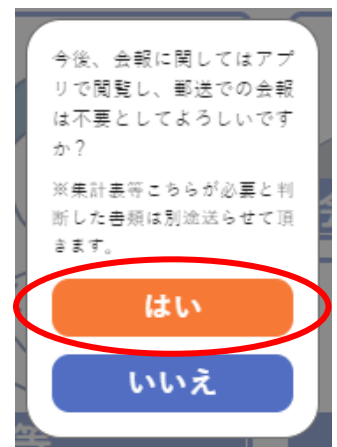 今後、会報に関してはアプ
リで閲覧し、郵送での会報
は不要としてよろしいです
か？
※集計表等こちらが必要と判
断した書類は別途送らせて頂
きます。
はい
いいえ
等